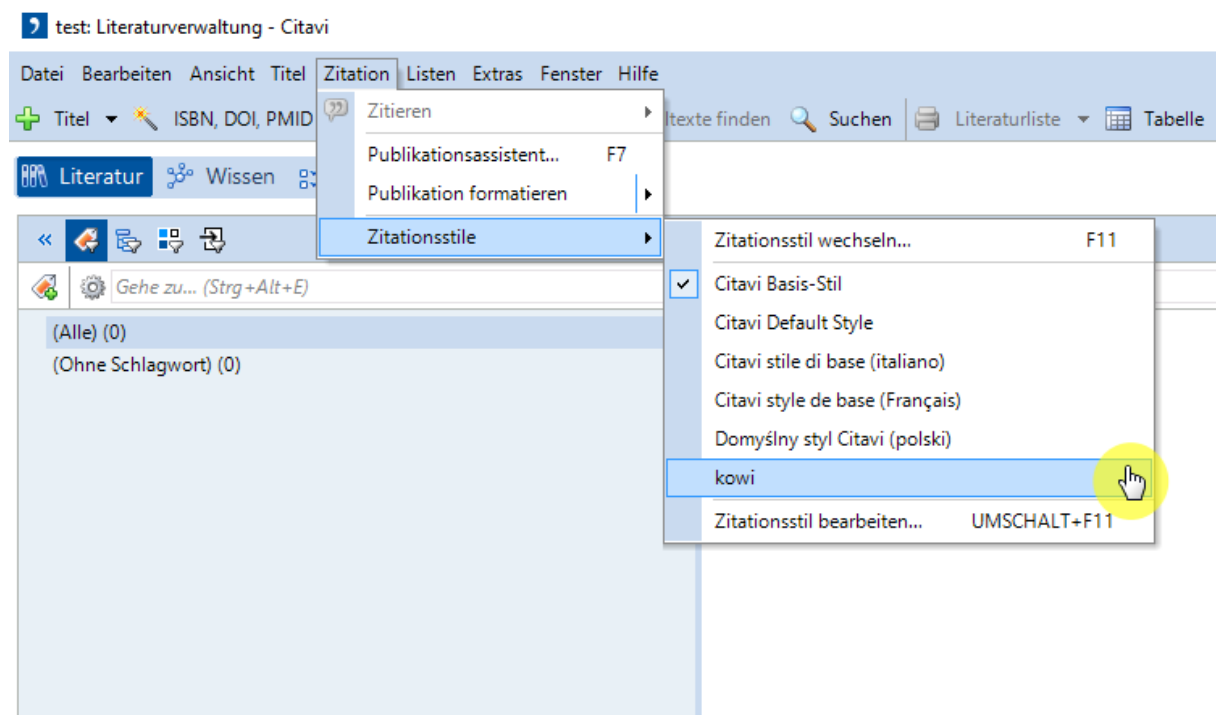 test: Literaturverwaltung - Citavi
Datei Bearbeiten Ansicht Titel Zitation Listen Extras Fenster Hilfe
Titel ISBN, DOI, PMID Zitieren ltexte finden Suchen Literaturliste Tabelle
Publikationsassistent... F7
Literatur Wissen Publikation formatieren
Zitationsstile Zitationsstil wechseln... F11
Gehe zu... (Strg+Alt+E) Citavi Basis-Stil
(Alle) (0) Citavi Default Style
(Ohne Schlagwort) (0) Citavi stile di base (italiano)
Citavi style de base (Français)
Domyślny styl Citavi (polski)
kowi
Zitationsstil bearbeiten... UMSCHALT+F11